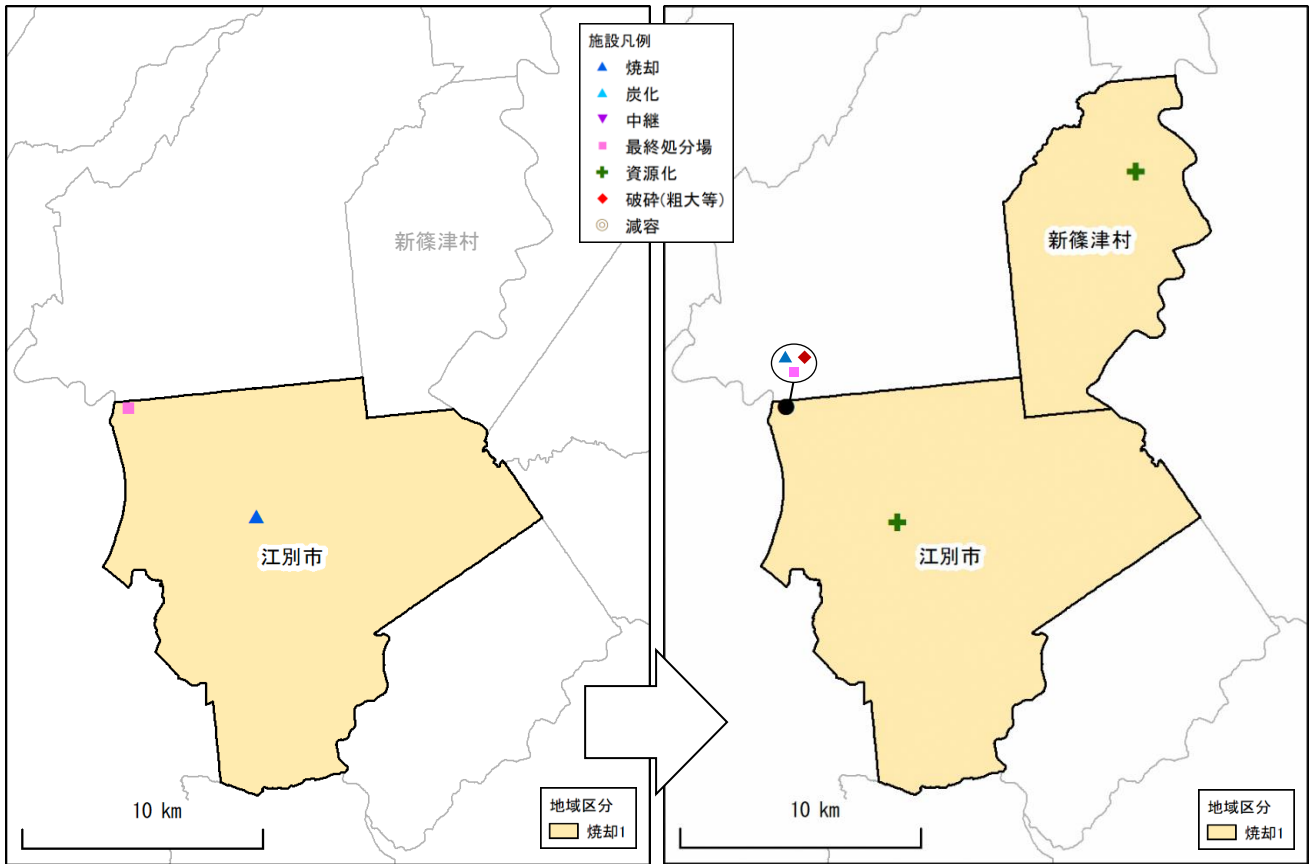 施設凡例
焼却
炭化
中継
最終処分場
資源化
破砕(粗大等)
減容
新篠津村
江別市
10 km
地域区分
焼却1
新篠津村
江別市
10 km
地域区分
焼却1